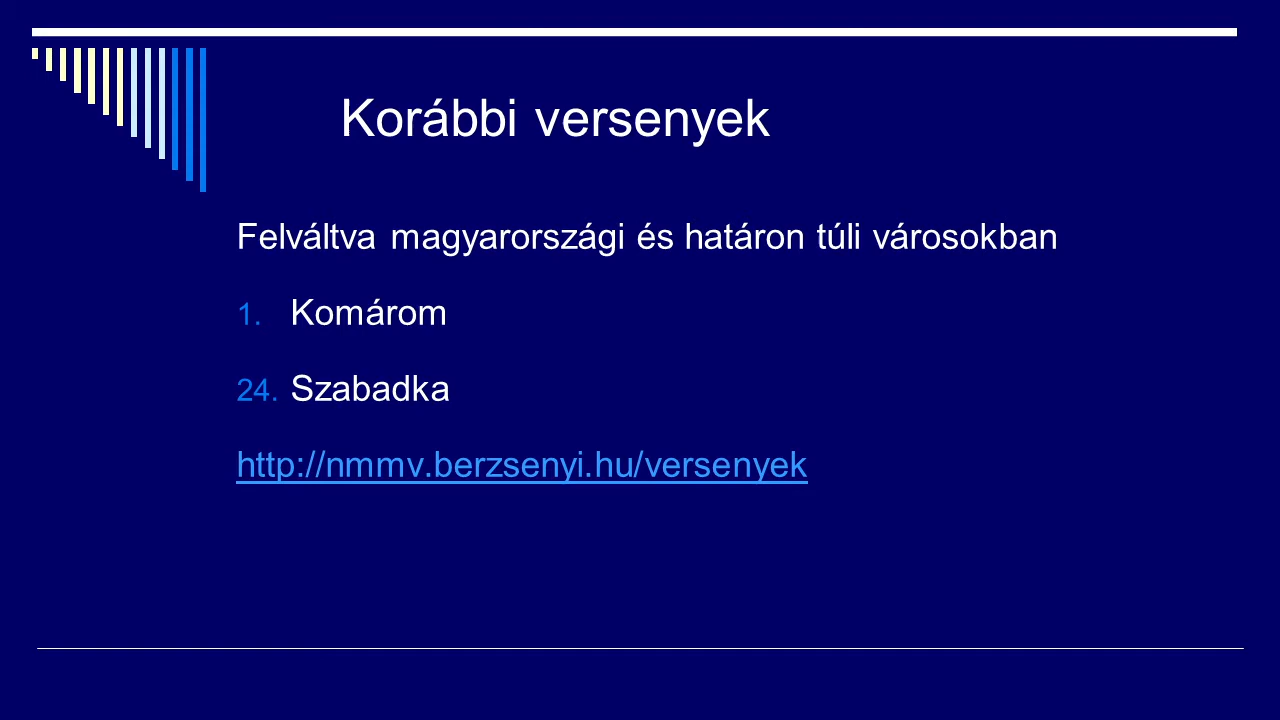 Korábbi versenyek
Felváltva magyarországi és határon túli városokban
1. Komárom
24. Szabadka
http://nmmv.berzsenyi.hu/versenyek